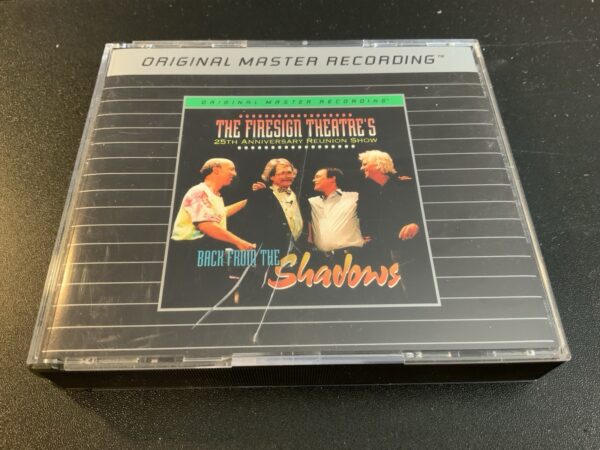 ORIGINAL MASTER RECORDING™
ORIGINAL MASTER RECORDING
THE FIRESIGN THEATRE'S
25TH ANNIVERSARY REUNION SHOW
BACK FROM THE
Shadows